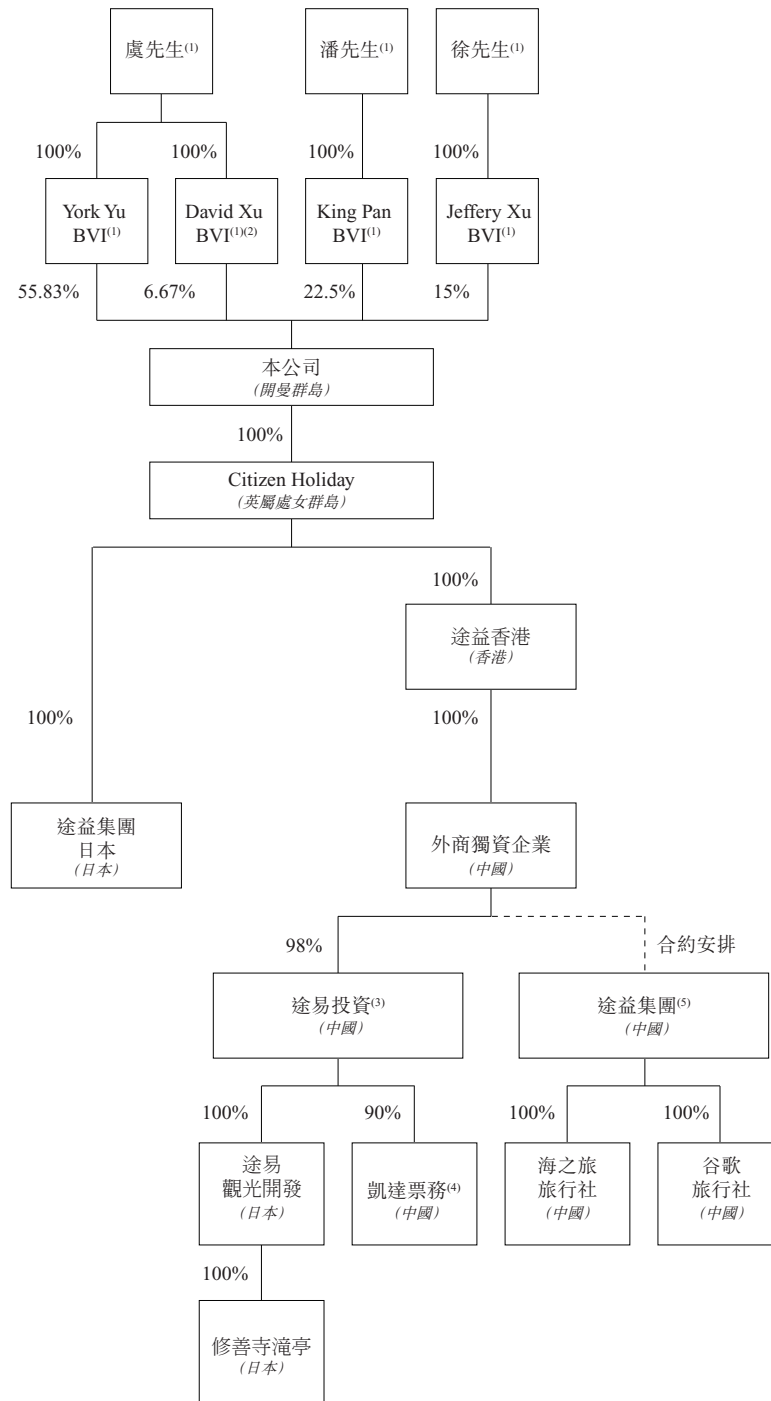 虞先生(1)
潘先生(1)
徐先生(1)
100%
100%
100%
100%
York Yu
BVI(1)
David Xu
BVI(1)(2)
King Pan
BVI(1)
Jeffery Xu
BVI(1)
55.83%
6.67%
22.5%
15%
本公司
（開曼群島）
100%
Citizen Holiday
（英屬處女群島）
100%
途益香港
（香港）
100%
100%
途益集團
日本
（日本）
外商獨資企業
（中國）
98%
合約安排
途易投資(3)
（中國）
途益集團(5)
（中國）
100%
90%
100%
100%
途易
觀光開發
（日本）
凱達票務(4)
（中國）
海之旅
旅行社
（中國）
谷歌
旅行社
（中國）
100%
修善寺滝亭
（日本）